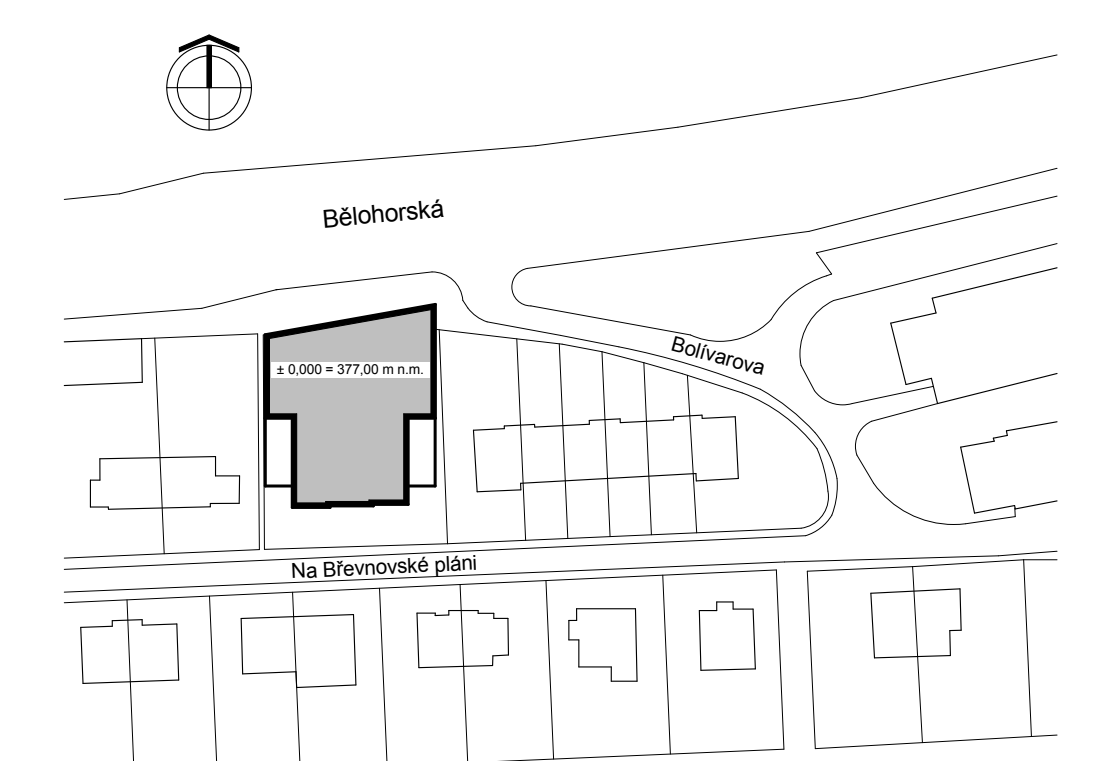 Bělohorská
Bolívarova
± 0,000 = 377,00 m n.m.
Na Břevnovské pláni